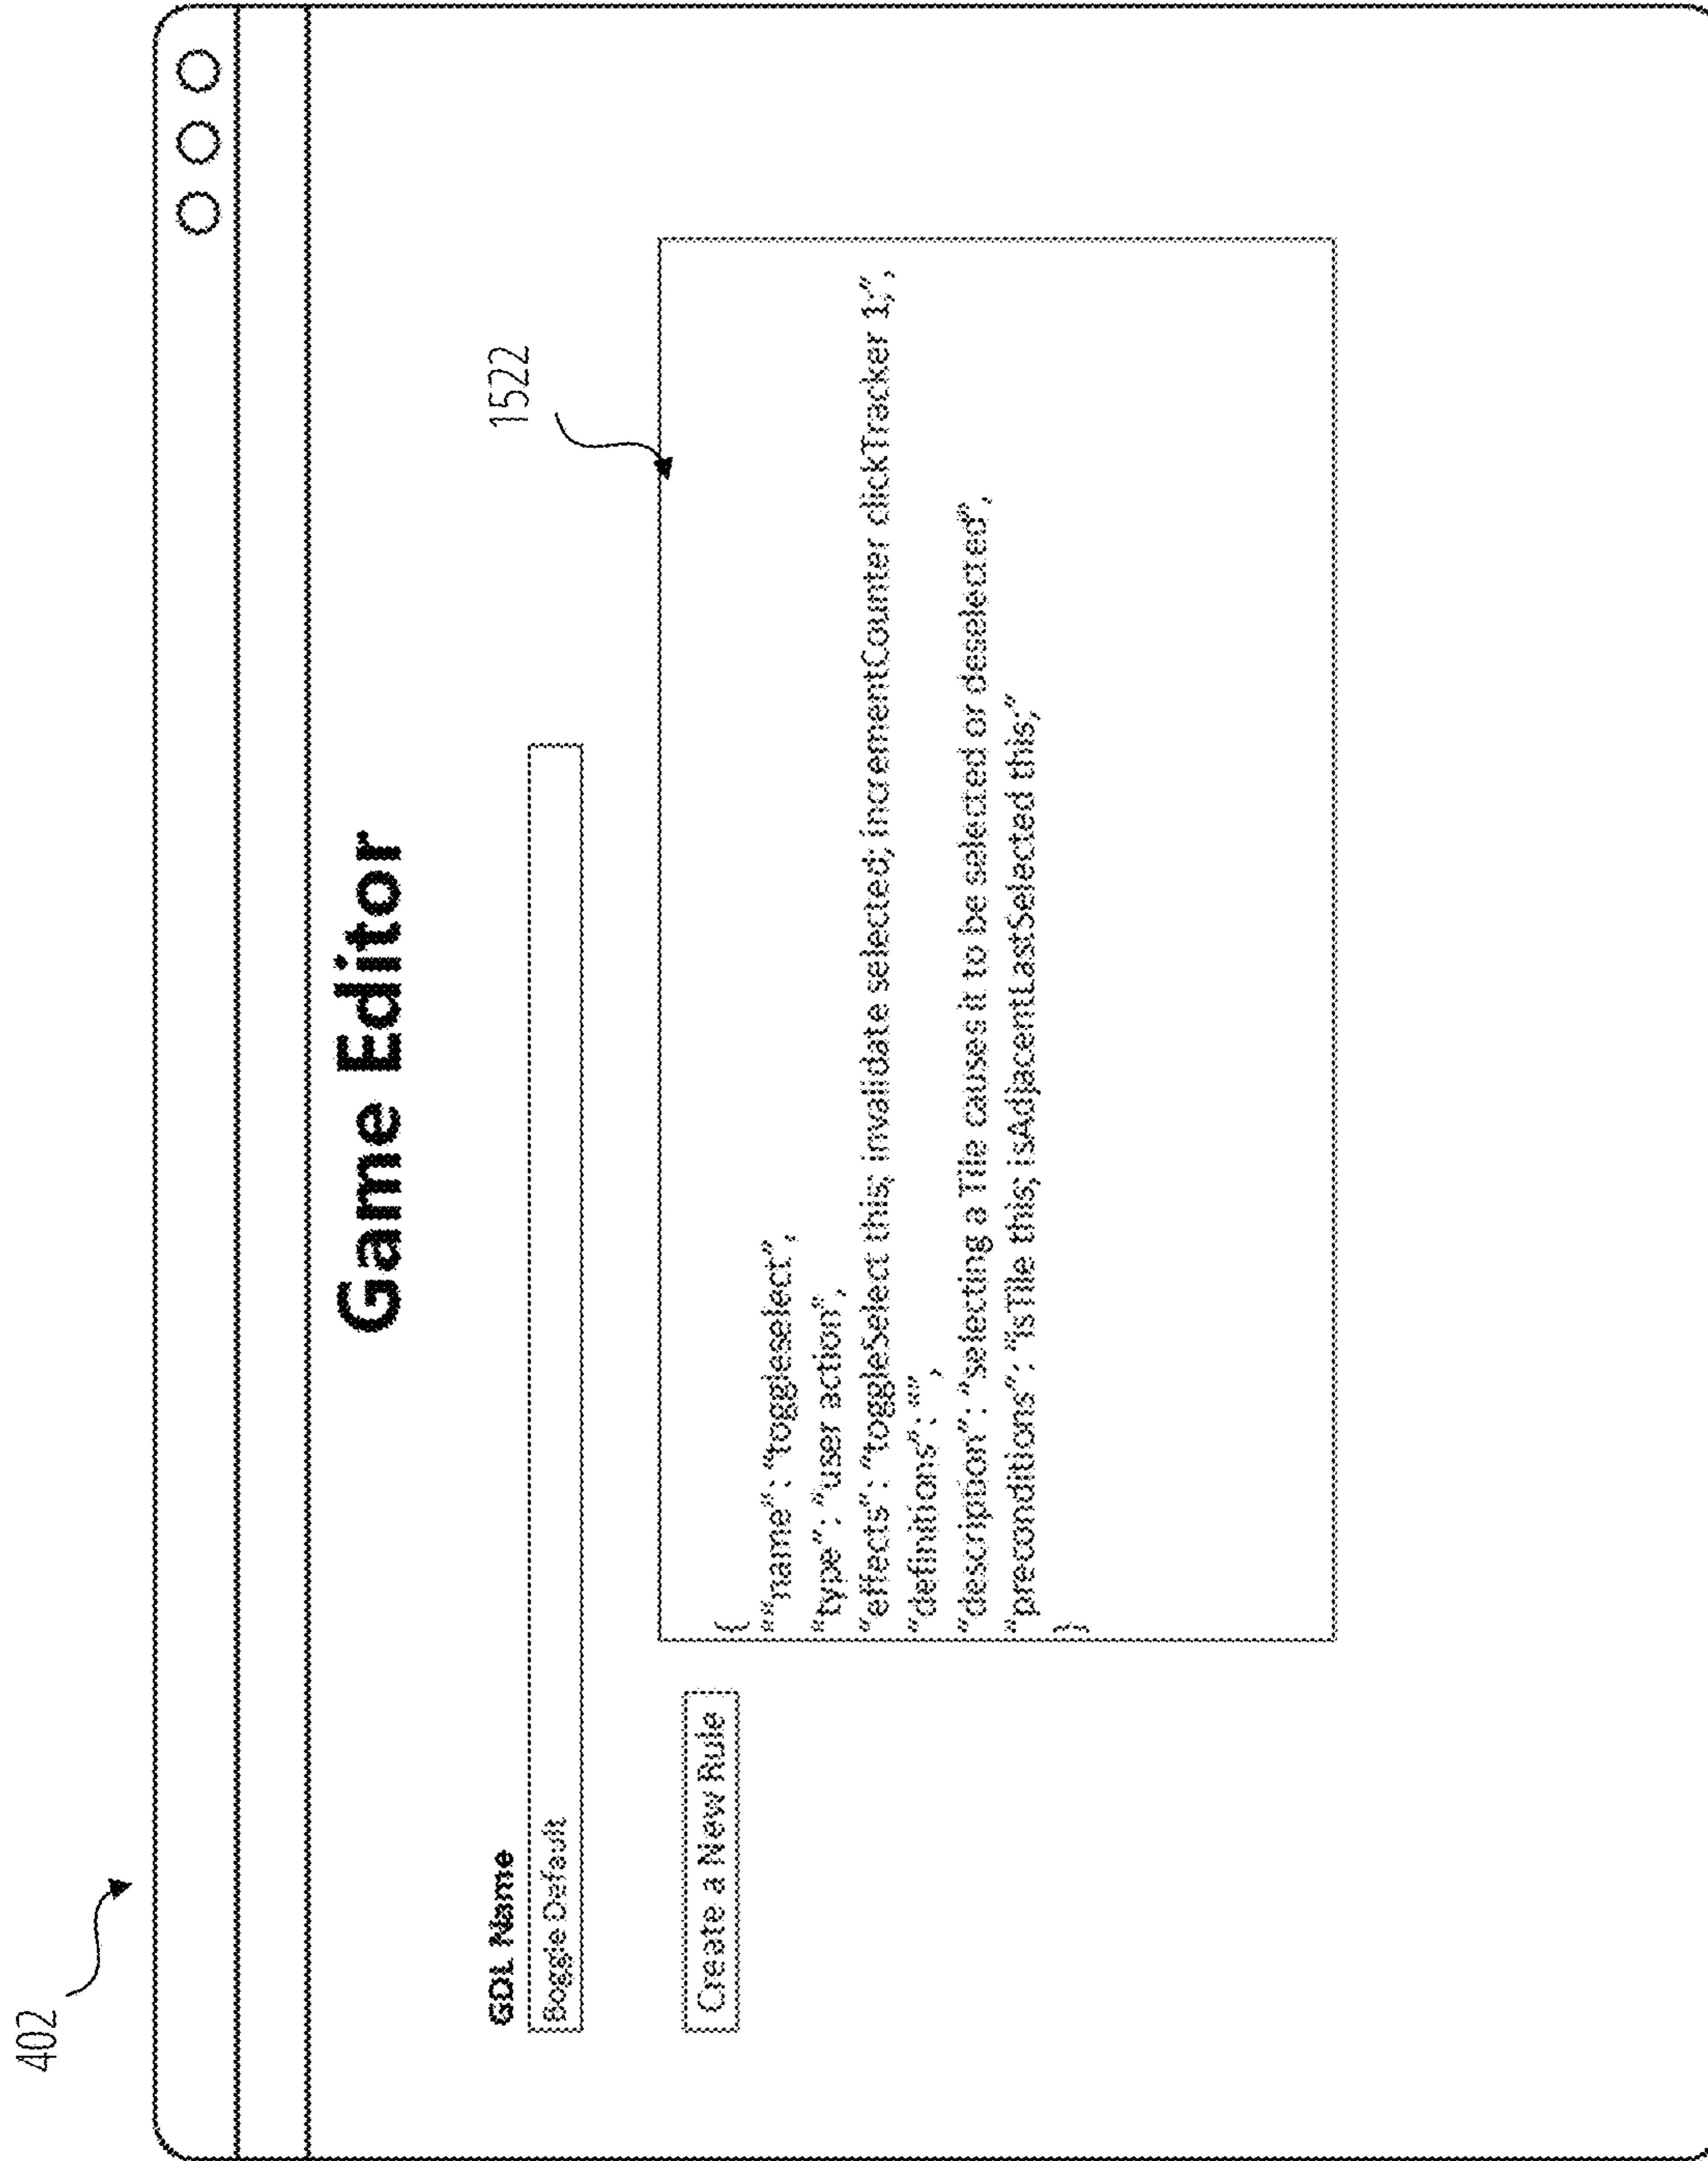 402
Game Editor
GDL Name
Boggle Default
1522
Create a New Rule
{
""name": "toggleselect",
"type": "user action",
"effects": "toggleSelect this; invalidate selected; incrementCounter clickTracker 1;",
"definitions": "",
"description": "selecting a Tile causes it to be selected or deselected",
"preconditions": "isTile this; isAdjacentLastSelected this;"
}